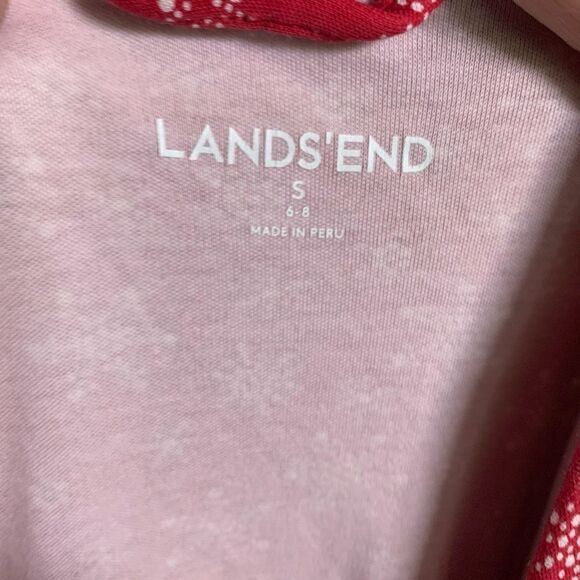 LANDS'END
S
6-8
MADE IN PERU